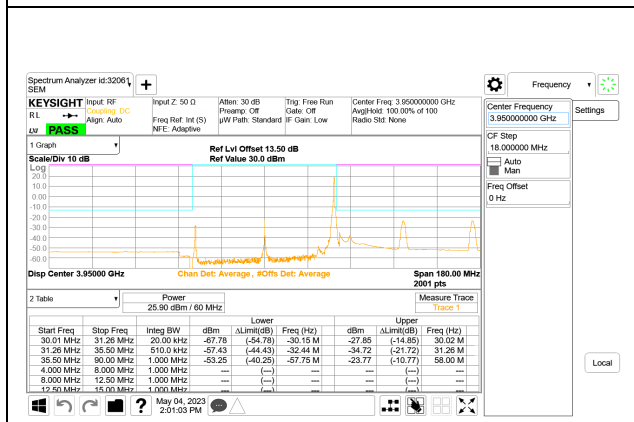 Spectrum Analyzer id:32061
SEM
+
Frequency
KEYSIGHT
RL
LXI
PASS
Input: RF
Coupling: DC
Align: Auto
Input Z: 50 Ω
Freq Ref: Int (S)
NFE: Adaptive
Atten: 30 dB
Preamp: Off
µW Path: Standard
Trig: Free Run
Gate: Off
IF Gain: Low
Center Freq: 3.950000000 GHz
Avg|Hold: 100.00% of 100
Radio Std: None
Center Frequency
3.950000000 GHz
Settings
CF Step
18.000000 MHz
Auto
Man
Freq Offset
0 Hz
Local
1 Graph
Scale/Div 10 dB
Ref Lvl Offset 13.50 dB
Ref Value 30.0 dBm
Log
20.0
10.0
0.00
-10.0
-20.0
-30.0
-40.0
-50.0
-60.0
Disp Center 3.95000 GHz
Chan Det: Average, #Offs Det: Average
Span 180.00 MHz
2001 pts
2 Table
Power
25.90 dBm / 60 MHz
Measure Trace
Trace 1
Lower Upper
Start Freq Stop Freq Integ BW dBm ΔLimit(dB) Freq (Hz) dBm ΔLimit(dB) Freq (Hz)
30.01 MHz 31.26 MHz 20.00 kHz -67.78 (-54.78) -30.15 M -27.85 (-14.85) 30.02 M
31.26 MHz 35.50 MHz 510.0 kHz -57.43 (-44.43) -32.44 M -34.72 (-21.72) 31.26 M
35.50 MHz 90.00 MHz 1.000 MHz -53.25 (-40.25) -57.75 M -23.77 (-10.77) 58.00 M
4.000 MHz 8.000 MHz 1.000 MHz --- (---) --- --- (---) ---
8.000 MHz 12.50 MHz 1.000 MHz --- (---) --- --- (---) ---
12.50 MHz 15.00 MHz 1.000 MHz --- (---) --- --- (---) ---
?
May 04, 2023
2:01:03 PM